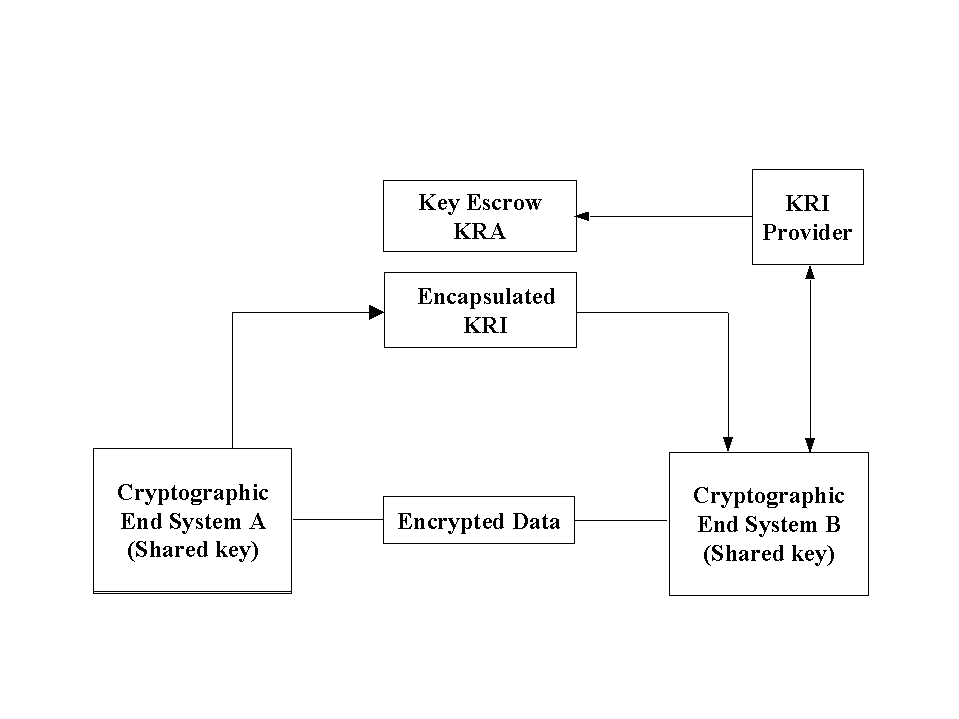 Key Escrow
KRA
KRI
Provider
Encapsulated
KRI
Cryptographic
End System A
(Shared key)
Encrypted Data
Cryptographic
End System B
(Shared key)